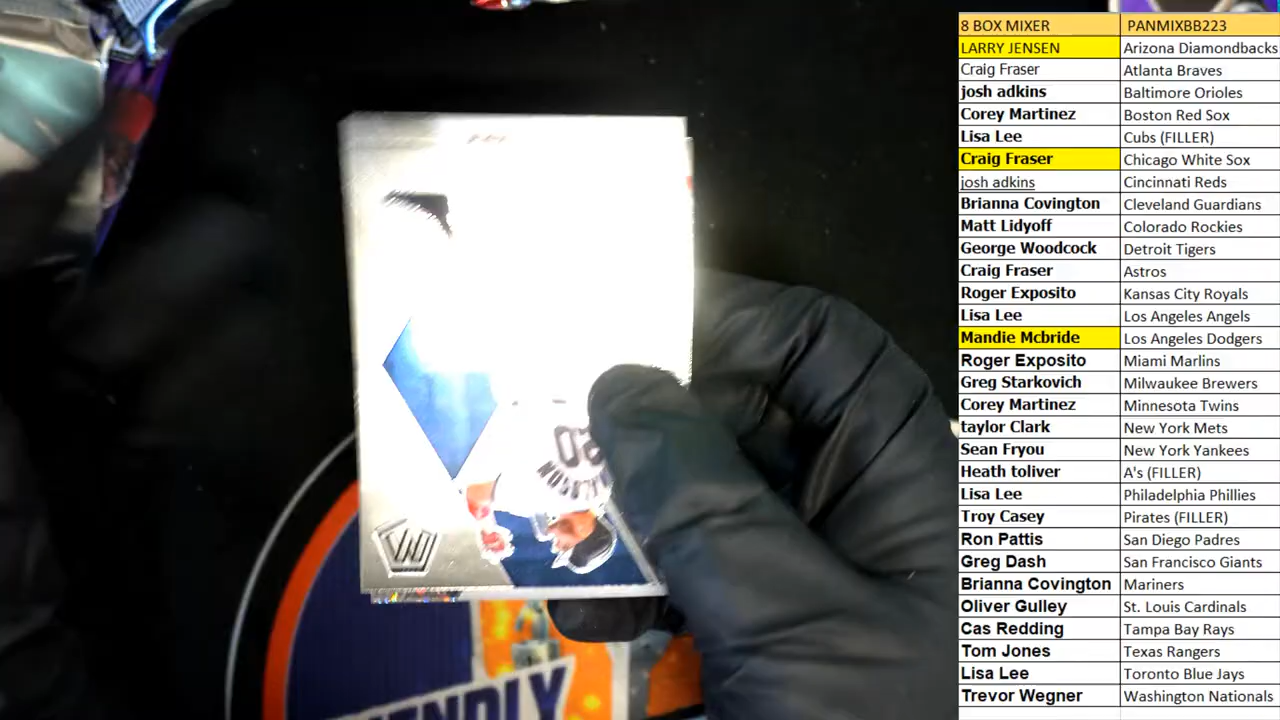 8 BOX MIXER PANMIXBB223
LARRY JENSEN Arizona Diamondbacks
Craig Fraser Atlanta Braves
josh adkins Baltimore Orioles
Corey Martinez Boston Red Sox
Lisa Lee Cubs (FILLER)
Craig Fraser Chicago White Sox
josh adkins Cincinnati Reds
Brianna Covington Cleveland Guardians
Matt Lidyoff Colorado Rockies
George Woodcock Detroit Tigers
Craig Fraser Astros
Roger Exposito Kansas City Royals
Lisa Lee Los Angeles Angels
Mandie Mcbride Los Angeles Dodgers
Roger Exposito Miami Marlins
Greg Starkovich Milwaukee Brewers
Corey Martinez Minnesota Twins
taylor Clark New York Mets
Sean Fryou New York Yankees
Heath toliver A's (FILLER)
Lisa Lee Philadelphia Phillies
Troy Casey Pirates (FILLER)
Ron Pattis San Diego Padres
Greg Dash San Francisco Giants
Brianna Covington Mariners
Oliver Gulley St. Louis Cardinals
Cas Redding Tampa Bay Rays
Tom Jones Texas Rangers
Lisa Lee Toronto Blue Jays
Trevor Wegner Washington Nationals
20